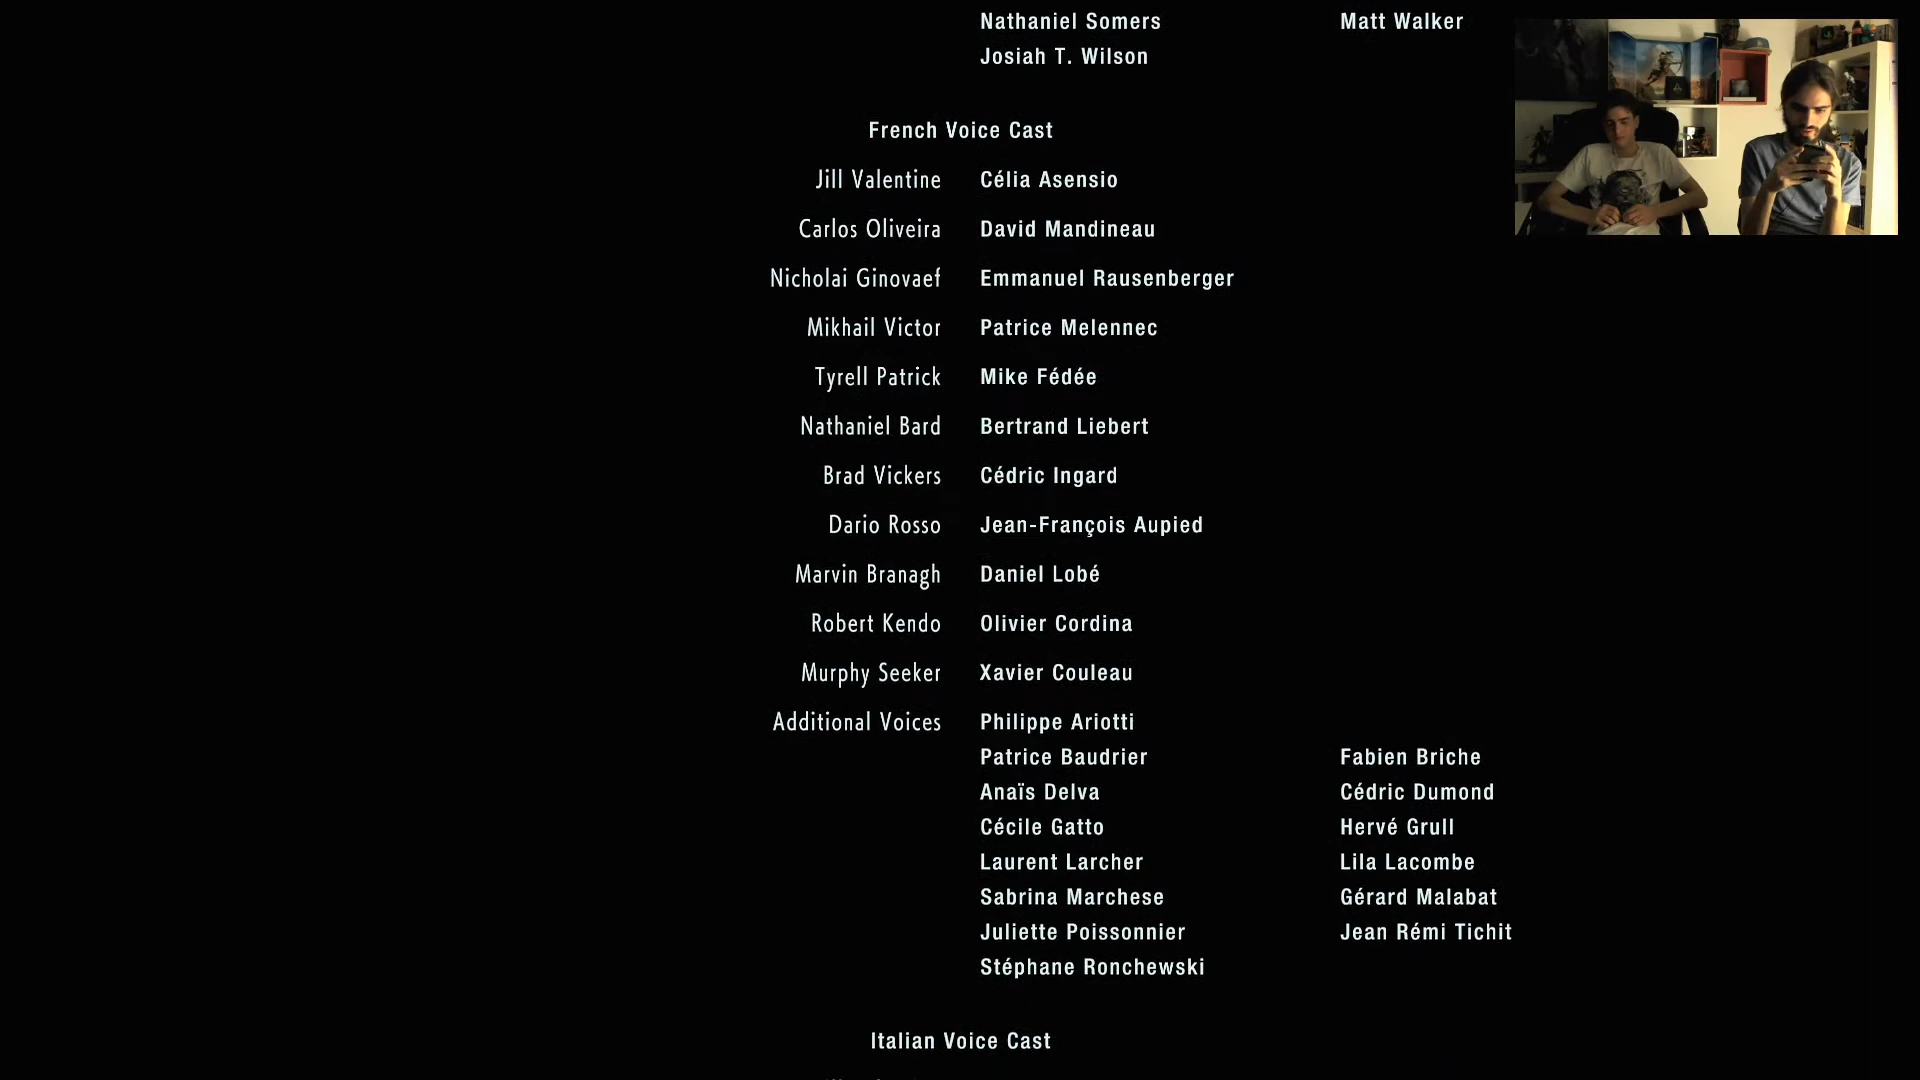 Nathaniel Somers Matt Walker
Josiah T. Wilson
French Voice Cast
Jill Valentine Célia Asensio
Carlos Oliveira David Mandineau
Nicholai Ginovaef Emmanuel Rausenberger
Mikhail Victor Patrice Melennec
Tyrell Patrick Mike Fédée
Nathaniel Bard Bertrand Liebert
Brad Vickers Cédric Ingard
Dario Rosso Jean-François Aupied
Marvin Branagh Daniel Lobé
Robert Kendo Olivier Cordina
Murphy Seeker Xavier Couleau
Additional Voices Philippe Ariotti
Patrice Baudrier Fabien Briche
Anaïs Delva Cédric Dumond
Cécile Gatto Hervé Grull
Laurent Larcher Lila Lacombe
Sabrina Marchese Gérard Malabat
Juliette Poissonnier Jean Rémi Tichit
Stéphane Ronchewski
Italian Voice Cast